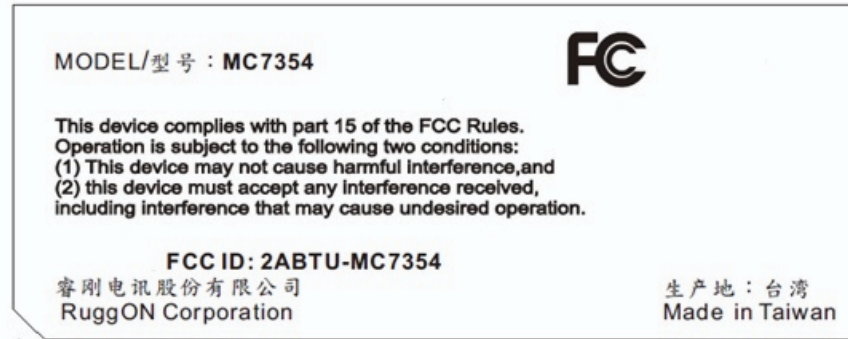 MODEL/型号：MC7354
FC
This device complies with part 15 of the FCC Rules.
Operation is subject to the following two conditions:
(1) This device may not cause harmful interference,and
(2) this device must accept any interference received,
including interference that may cause undesired operation.
FCC ID: 2ABTU-MC7354
睿刚电讯股份有限公司
RuggON Corporation
生产地：台湾
Made in Taiwan